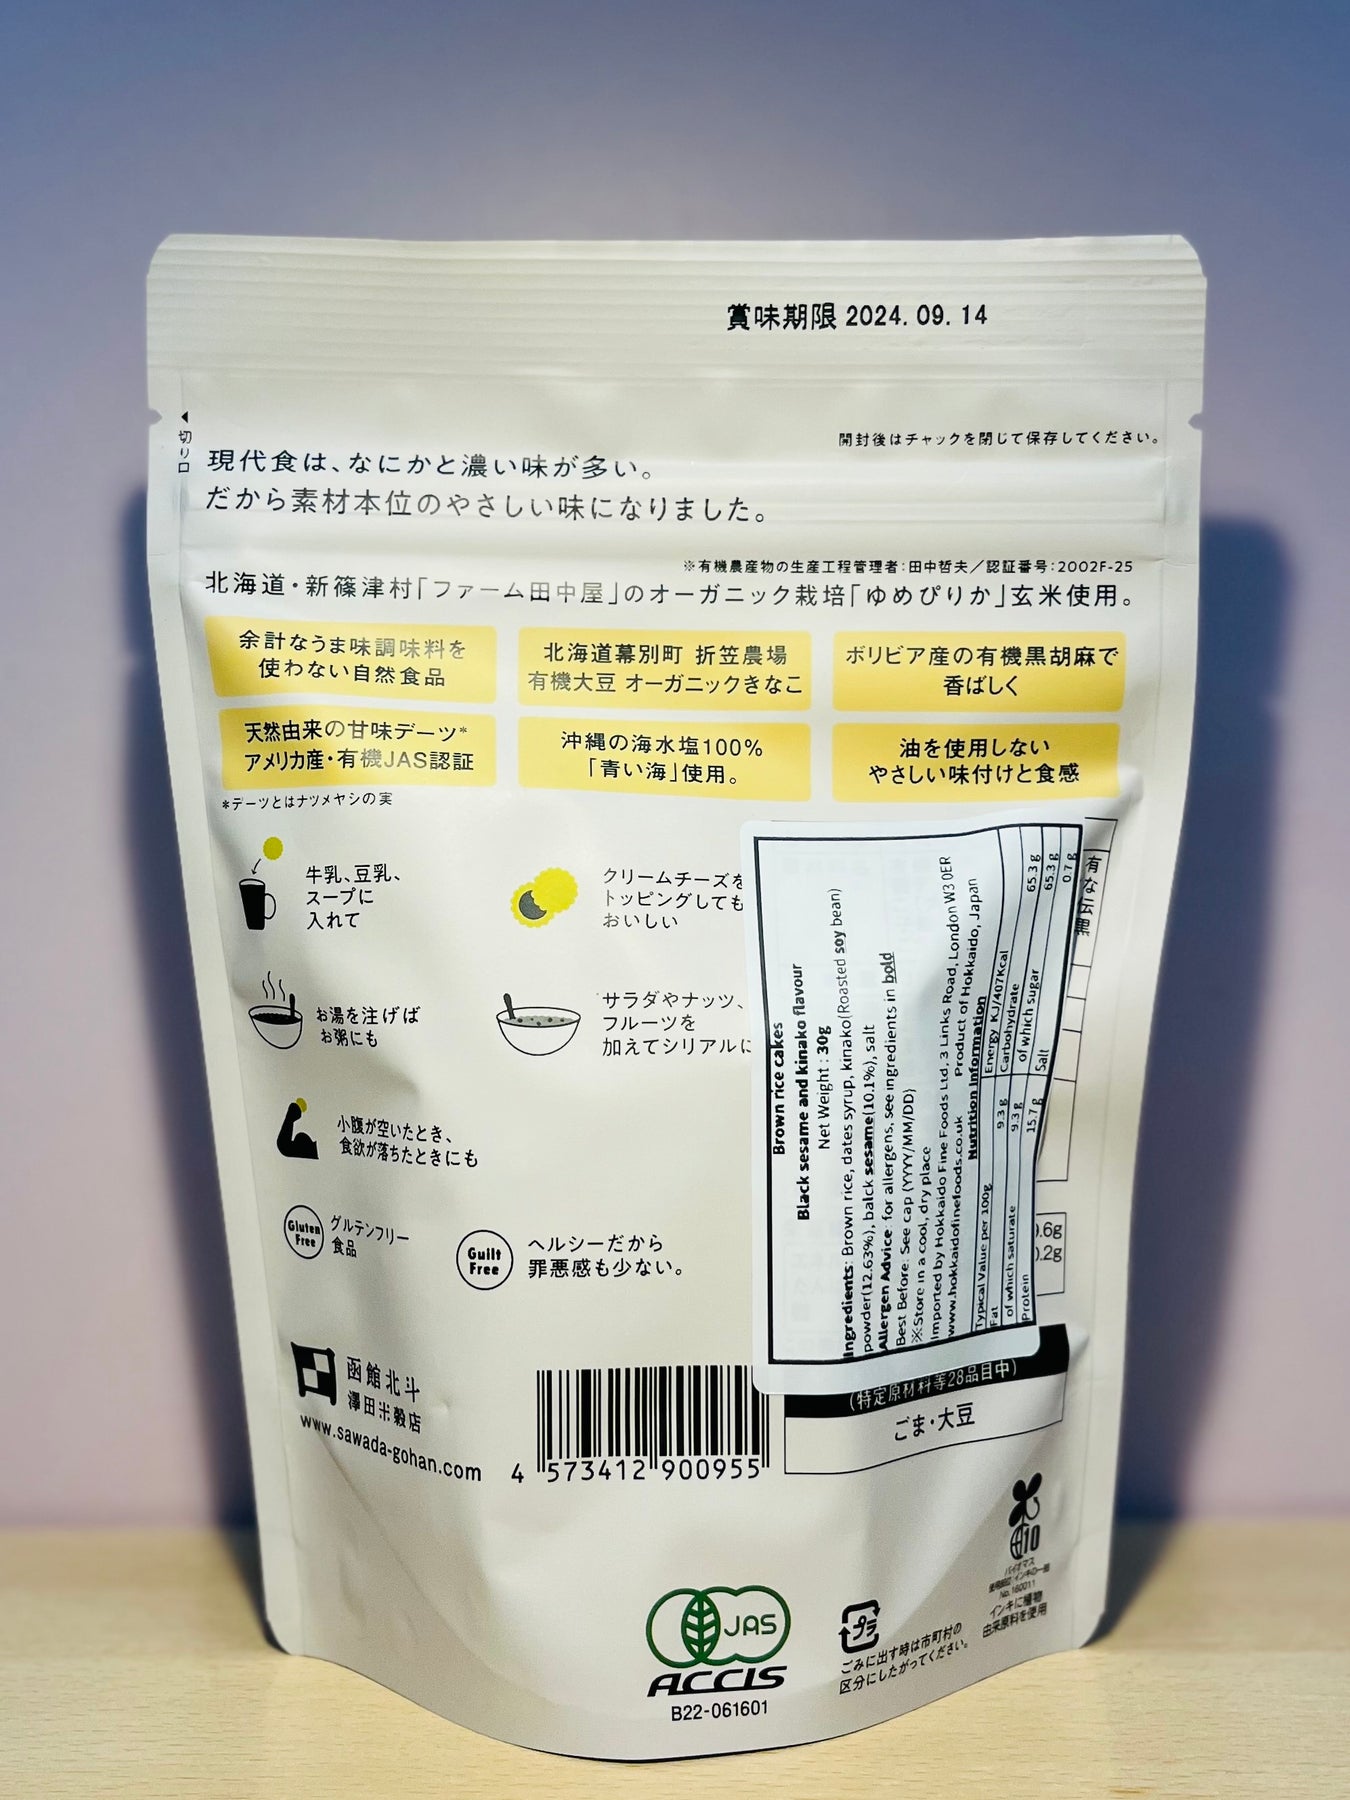 賞味期限 2024.09.14
◀切り口
開封後はチャックを閉じて保存してください。
現代食は、なにかと濃い味が多い。
だから素材本位のやさしい味になりました。
※有機農産物の生産工程管理者：田中哲夫／認証番号：2002F-25
北海道・新篠津村「ファーム田中屋」のオーガニック栽培「ゆめぴりか」玄米使用。
余計なうま味調味料を
使わない自然食品
北海道幕別町 折笠農場
有機大豆 オーガニックきなこ
ボリビア産の有機黒胡麻で
香ばしく
天然由来の甘味デーツ*
アメリカ産・有機JAS認証
沖縄の海水塩100%
「青い海」使用。
油を使用しない
やさしい味付けと食感
*デーツとはナツメヤシの実
牛乳、豆乳、
スープに
入れて
クリームチーズを
トッピングしても
おいしい
お湯を注げば
お粥にも
サラダやナッツ、
フルーツを
加えてシリアルに
小腹が空いたとき、
食欲が落ちたときにも
Gluten
Free
グルテンフリー
食品
Guilt
Free
ヘルシーだから
罪悪感も少ない。
Brown rice cakes
Black sesame and kinako flavour
Net Weight : 30g
Ingredients: Brown rice, dates syrup, kinako(Roasted soy bean)
powder(12.63%), balck sesame(10.1%), salt
Allergen Advice: for allergens, see ingredients in bold
Best Before: See cap (YYYY/MM/DD)
※Store in a cool, dry place
Imported by Hokkaido Fine Foods Ltd, 3 Links Road, London W3 0ER
www.hokkaidofinefoods.co.uk Product of Hokkaido, Japan
Nutrition Information
Typical Value per 100g Energy KJ/407Kcal
Fat 9.3 g Carbohydrate 65.3 g
of which saturate 9.3 g of which sugar 65.3 g
Protein 15.7 g Salt 0.7 g
有
な
伝
黒
.6g
.2g
(特定原材料等28品目中)
ごま・大豆
函館北斗
澤田米穀店
www.sawada-gohan.com
4 573412 900955
JAS
ACCIS
B22-061601
プラ
ごみに出す時は市町村の
区分にしたがってください。
10
バイオマス
No.160011
インキに植物
由来原料を使用